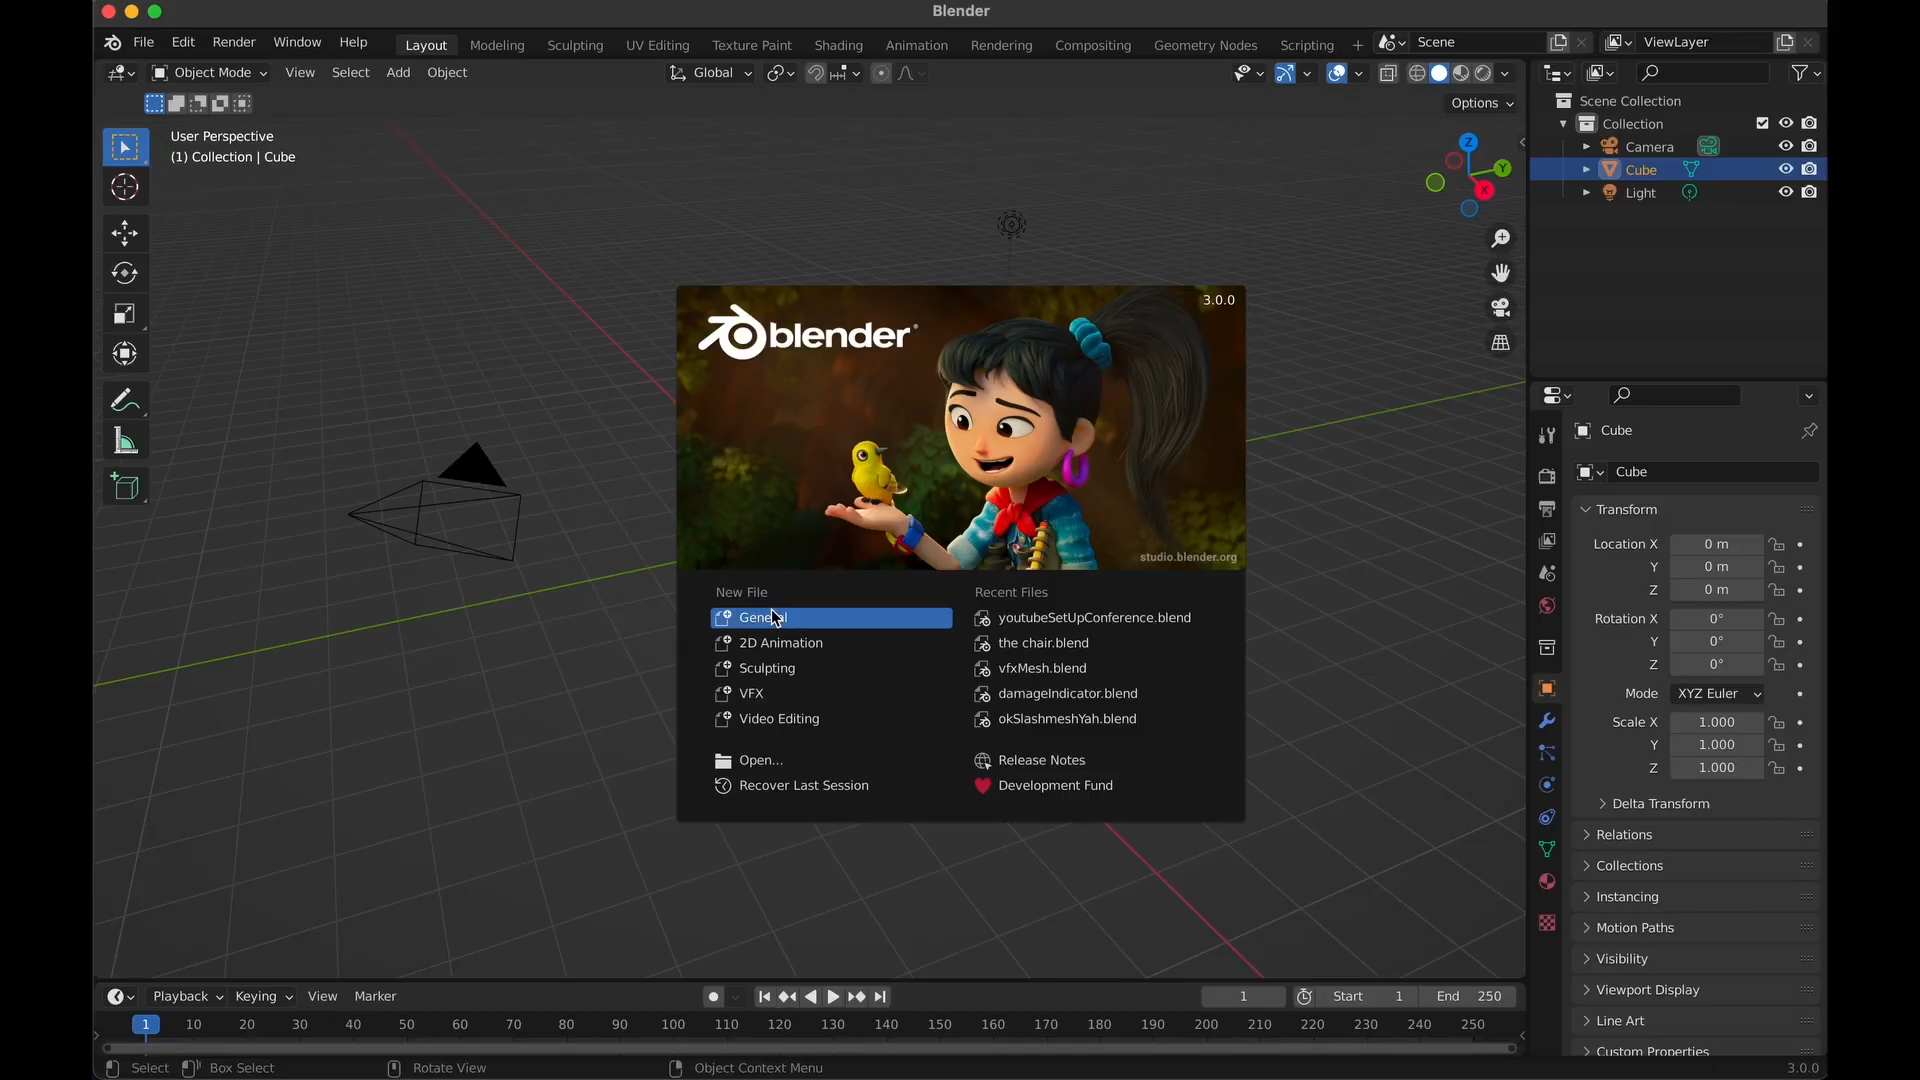 Blender
File Edit Render Window Help
Layout Modeling Sculpting UV Editing Texture Paint Shading Animation Rendering Compositing Geometry Nodes Scripting +
Scene
ViewLayer
Object Mode View Select Add Object
Global
Options
User Perspective
(1) Collection | Cube
Z
Y
X
Scene Collection
Collection
Camera
Cube
Light
blender
3.0.0
studio.blender.org
New File
General
2D Animation
Sculpting
VFX
Video Editing
Open...
Recover Last Session
Recent Files
youtubeSetUpConference.blend
the chair.blend
vfxMesh.blend
damageIndicator.blend
okSlashmeshYah.blend
Release Notes
Development Fund
Cube
Cube
Transform
Location X 0 m
Y 0 m
Z 0 m
Rotation X 0°
Y 0°
Z 0°
Mode XYZ Euler
Scale X 1.000
Y 1.000
Z 1.000
Delta Transform
Relations
Collections
Instancing
Motion Paths
Visibility
Viewport Display
Line Art
Custom Properties
Playback Keying View Marker
1 Start 1 End 250
1 10 20 30 40 50 60 70 80 90 100 110 120 130 140 150 160 170 180 190 200 210 220 230 240 250
Select Box Select Rotate View Object Context Menu 3.0.0